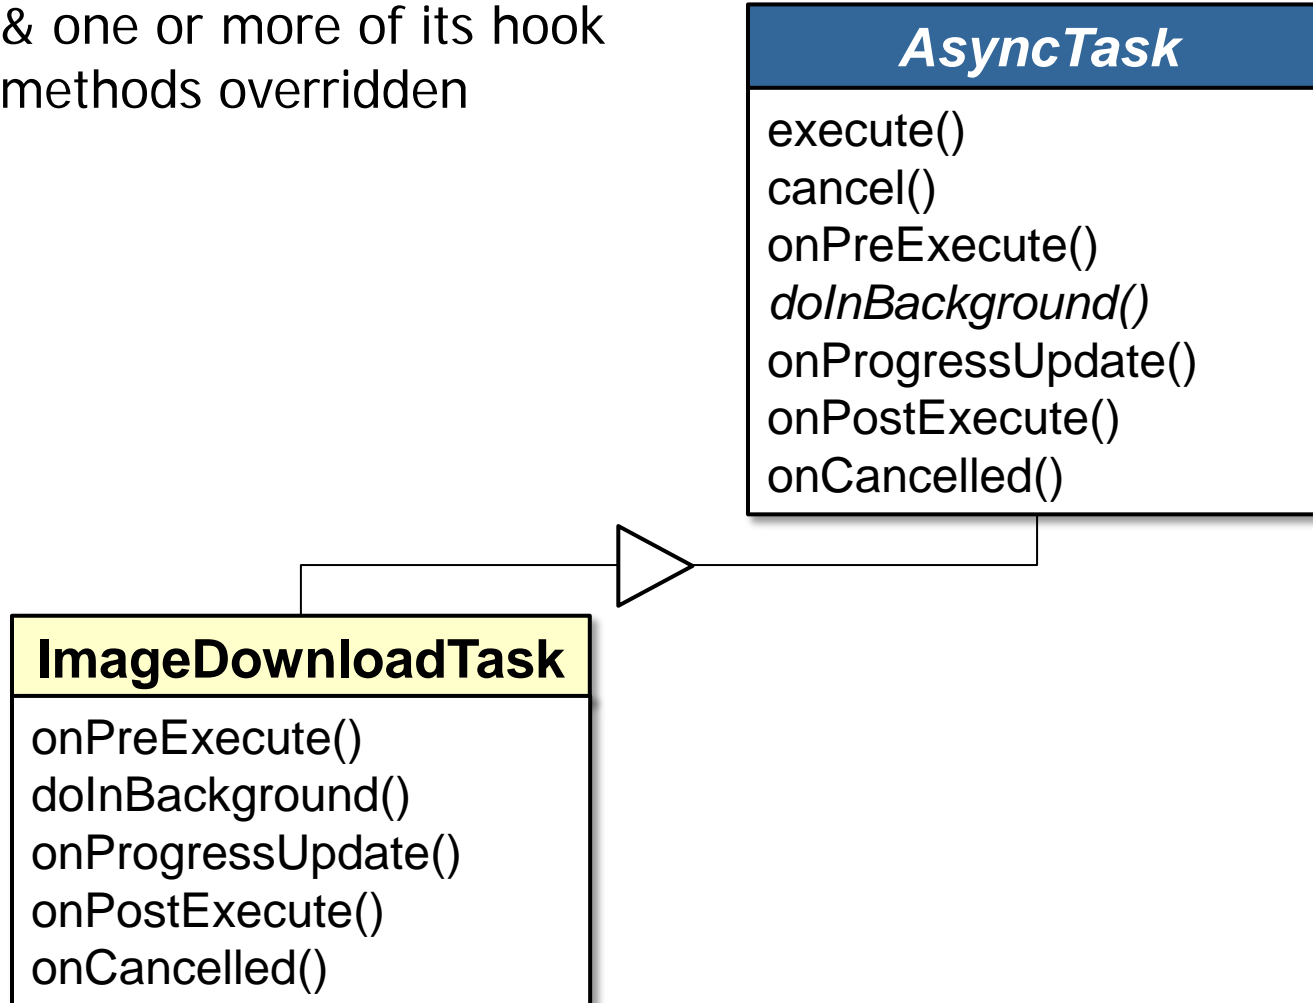 & one or more of its hook
methods overridden
AsyncTask
execute()
cancel()
onPreExecute()
doInBackground()
onProgressUpdate()
onPostExecute()
onCancelled()
ImageDownloadTask
onPreExecute()
doInBackground()
onProgressUpdate()
onPostExecute()
onCancelled()